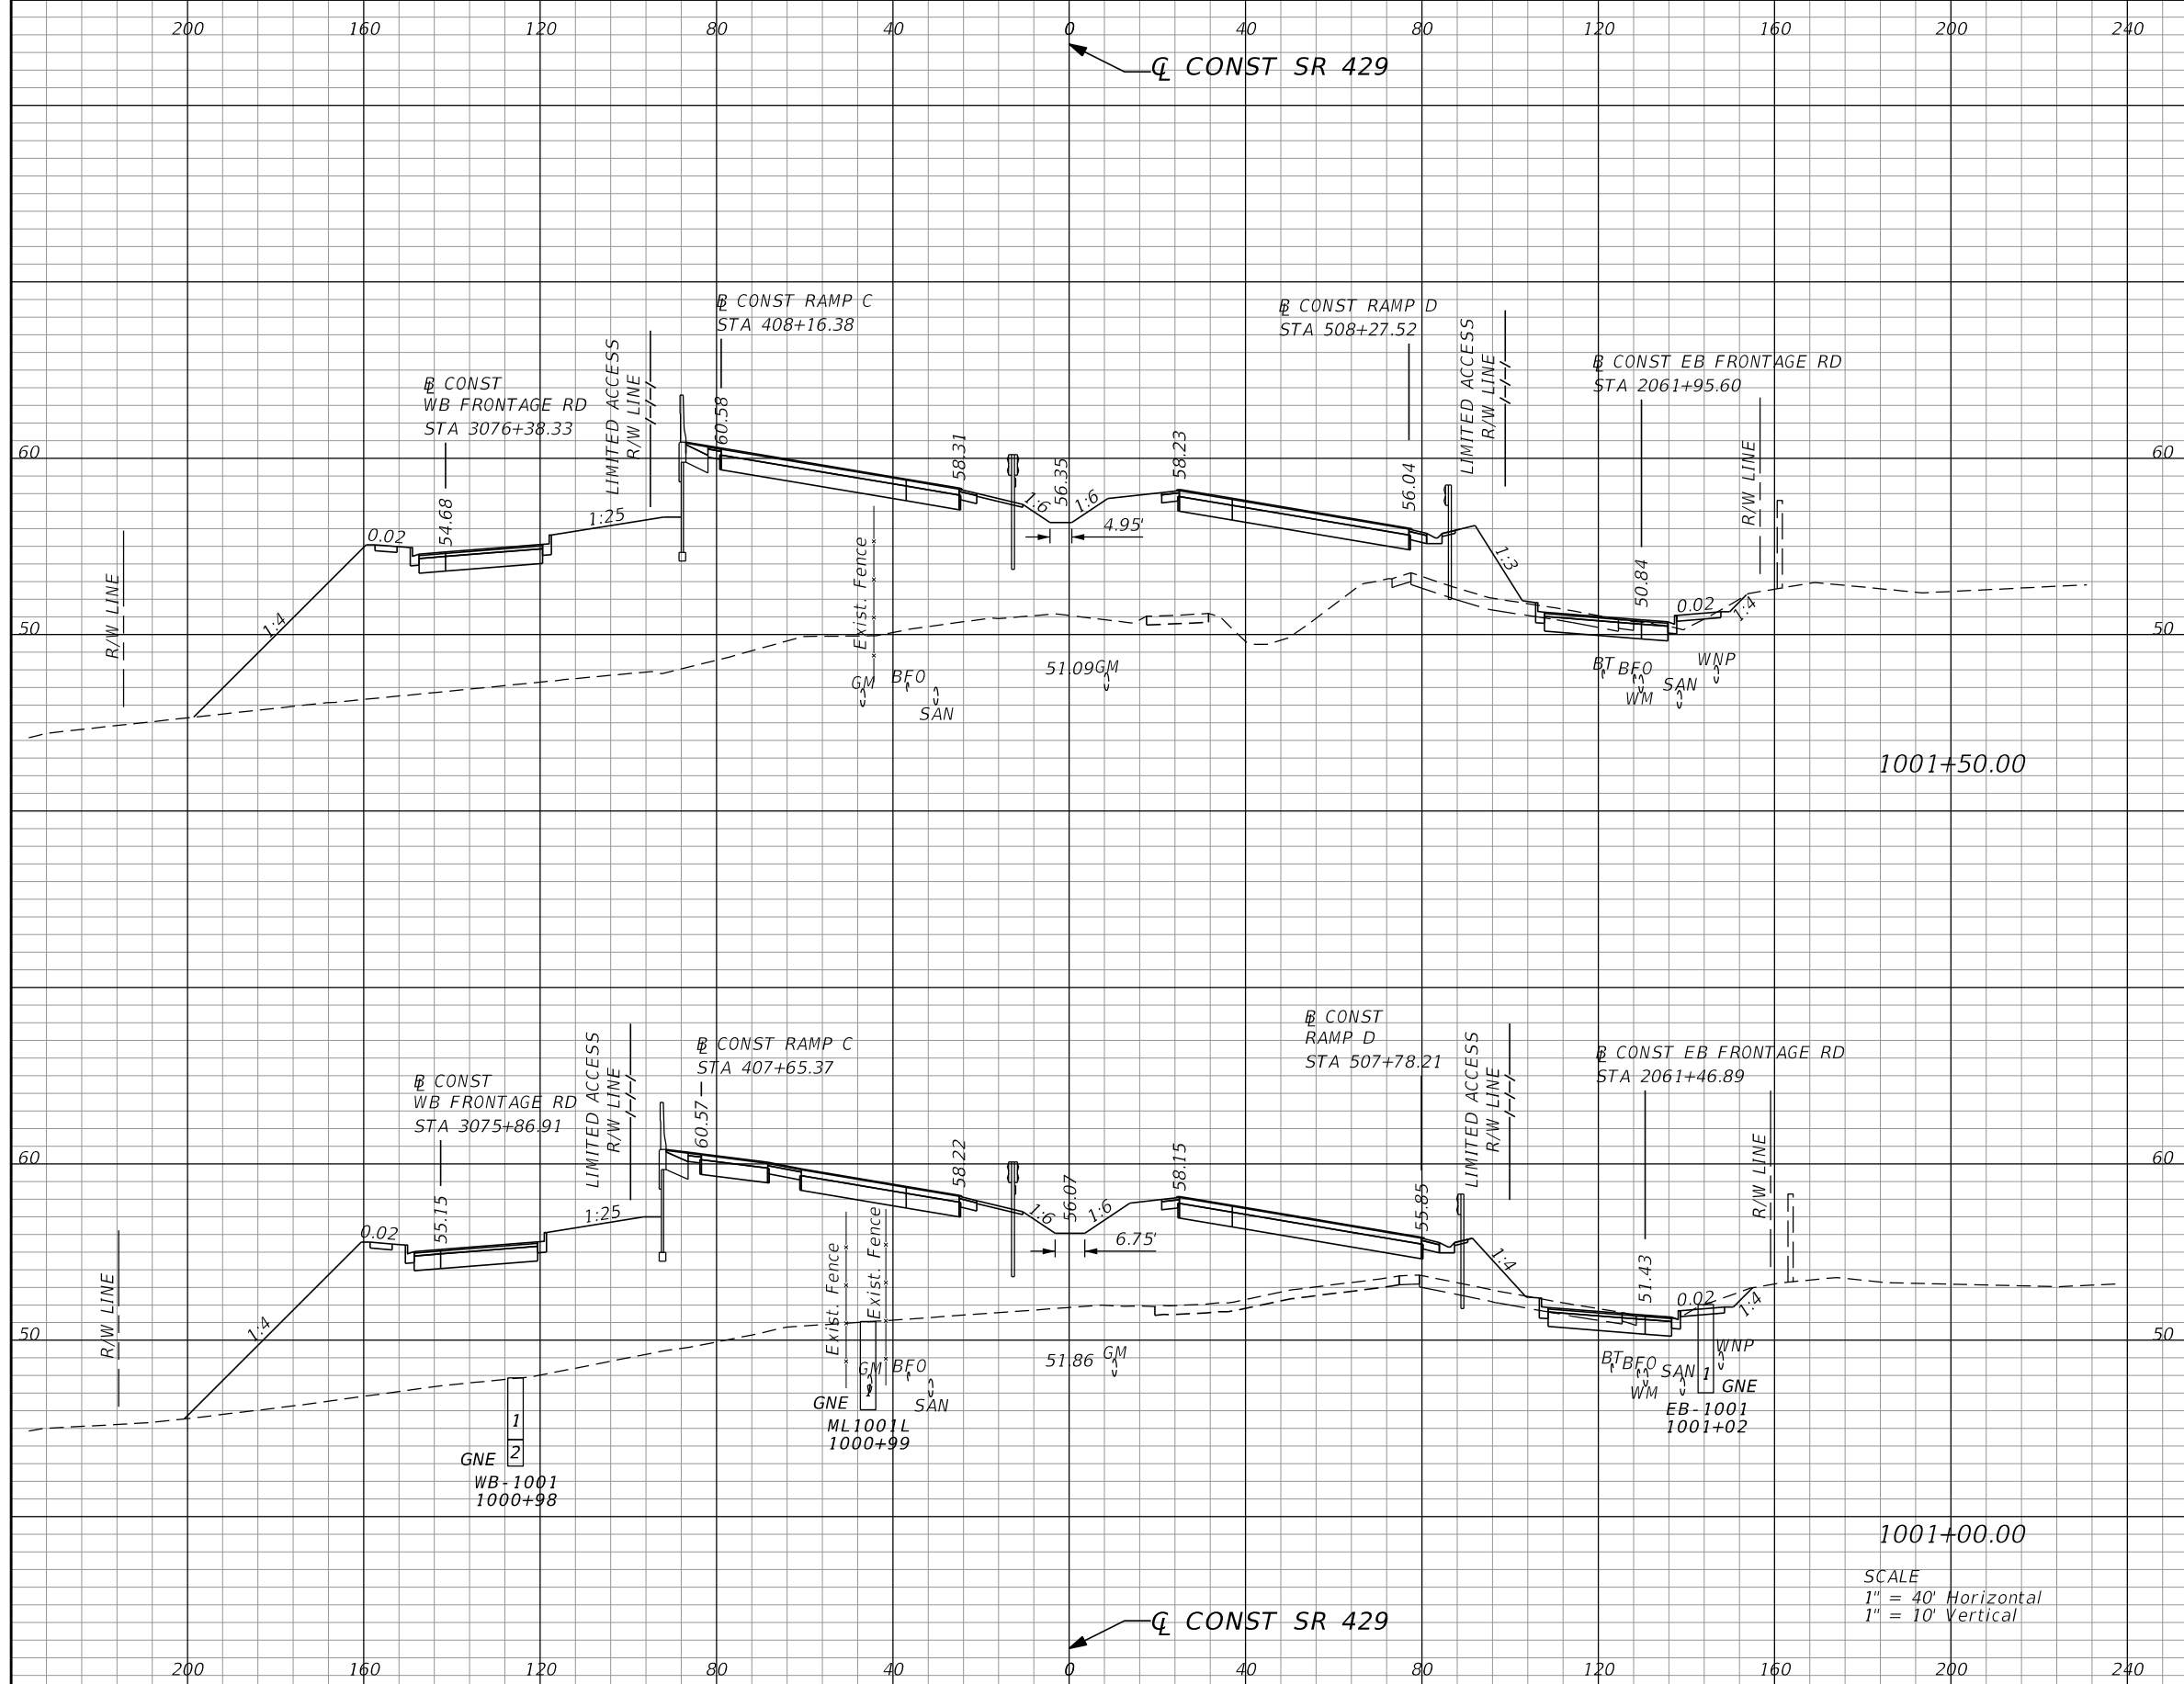 200 160 120 80 40 0 40 80 120 160 200 240
℄ CONST SR 429
BL CONST RAMP C
STA 408+16.38
BL CONST RAMP D
STA 508+27.52
BL CONST
WB FRONTAGE RD
STA 3076+38.33
LIMITED ACCESS
R/W LINE
LIMITED ACCESS
R/W LINE
BL CONST EB FRONTAGE RD
STA 2061+95.60
R/W LINE
60
60
60.58
58.31
56.35
58.23
56.04
54.68
50.84
0.02
1:25
1:6
1:6
4.95'
1:3
0.02
1:4
1:4
R/W LINE
Exist. Fence
50
50
GM
BFO
SAN
51.09
GM
BT
BFO
WM
SAN
WNP
1001+50.00
BL CONST
RAMP D
STA 507+78.21
BL CONST RAMP C
STA 407+65.37
BL CONST
WB FRONTAGE RD
STA 3075+86.91
LIMITED ACCESS
R/W LINE
LIMITED ACCESS
R/W LINE
BL CONST EB FRONTAGE RD
STA 2061+46.89
R/W LINE
60
60
60.57
58.22
56.07
58.15
55.85
55.15
51.43
0.02
1:25
1:6
1:6
6.75'
1:4
0.02
1:4
1:4
R/W LINE
Exist. Fence
Exist. Fence
50
50
GM
1
BFO
SAN
GNE
ML1001L
1000+99
51.86
GM
BT
BFO
WM
SAN
1
WNP
GNE
EB-1001
1001+02
1
2
GNE
WB-1001
1000+98
1001+00.00
SCALE
1" = 40' Horizontal
1" = 10' Vertical
℄ CONST SR 429
200 160 120 80 40 0 40 80 120 160 200 240